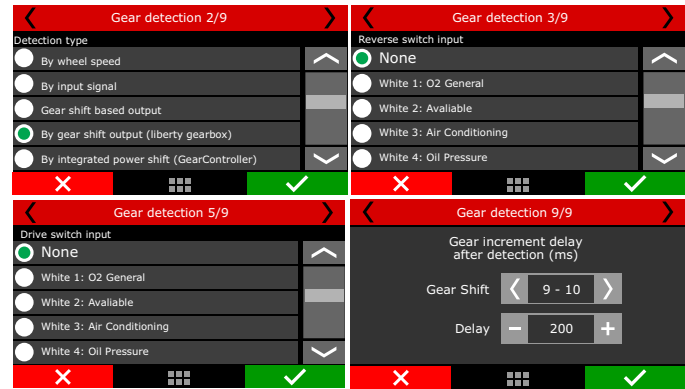 Gear detection 2/9
Detection type
By wheel speed
By input signal
Gear shift based output
By gear shift output (liberty gearbox)
By integrated power shift (GearController)
Gear detection 3/9
Reverse switch input
None
White 1: O2 General
White 2: Avaliable
White 3: Air Conditioning
White 4: Oil Pressure
Gear detection 5/9
Drive switch input
None
White 1: O2 General
White 2: Avaliable
White 3: Air Conditioning
White 4: Oil Pressure
Gear detection 9/9
Gear increment delay
after detection (ms)
Gear Shift 9 - 10
Delay 200